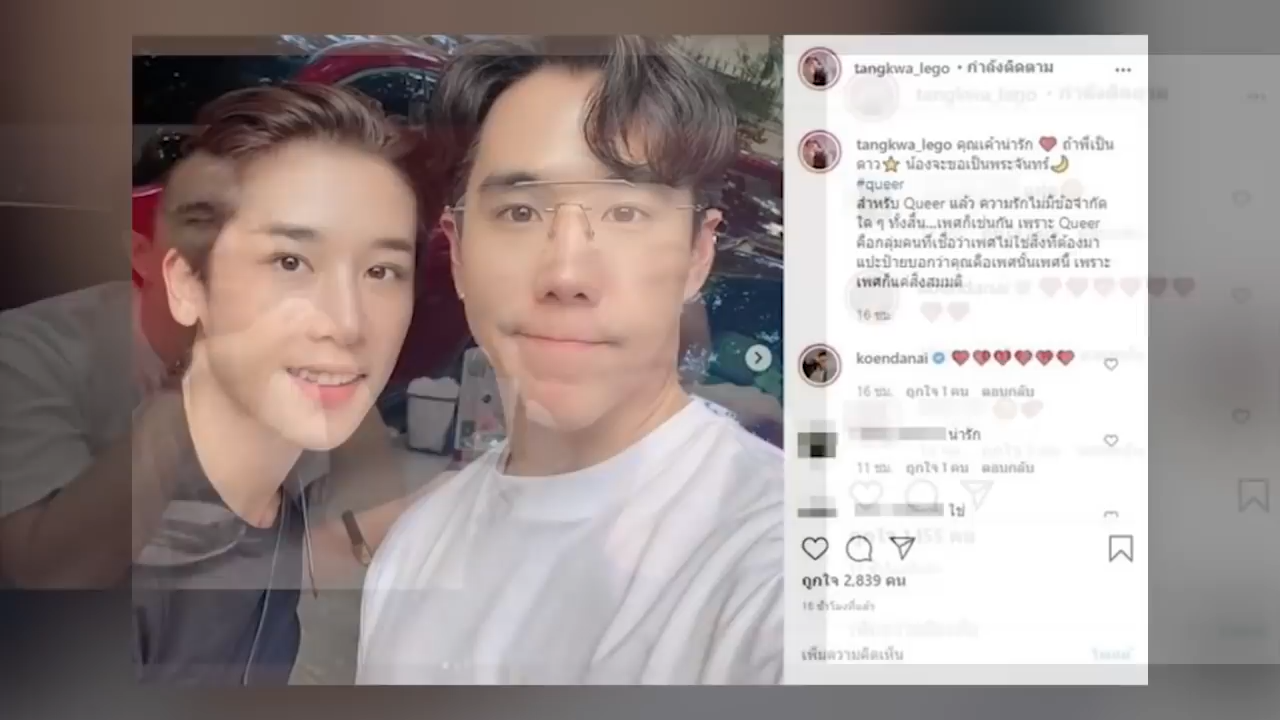 tangkwa_lego • กำลังติดตาม
tangkwa_lego คุณเค้าน่ารัก ❤ ถ้าพี่เป็น
ดาว⭐ น้องจะขอเป็นพระจันทร์🌙
#queer
สำหรับ Queer แล้ว ความรักไม่มีข้อจำกัด
ใด ๆ ทั้งสิ้น...เพศก็เช่นกัน เพราะ Queer
คือกลุ่มคนที่เชื่อว่าเพศไม่ใช่สิ่งที่ต้องมา
แปะป้ายบอกว่าคุณคือเพศนั้นเพศนี้ เพราะ
เพศก็แค่สิ่งสมมติ
16 ชม.
koendanai ❤❤❤❤❤❤
16 ชม. ถูกใจ 1 คน ตอบกลับ
น่ารัก
11 ชม. ถูกใจ 1 คน ตอบกลับ
ไข่
ถูกใจ 2,839 คน
16 ชั่วโมงที่แล้ว
เพิ่มความคิดเห็น
โพสต์